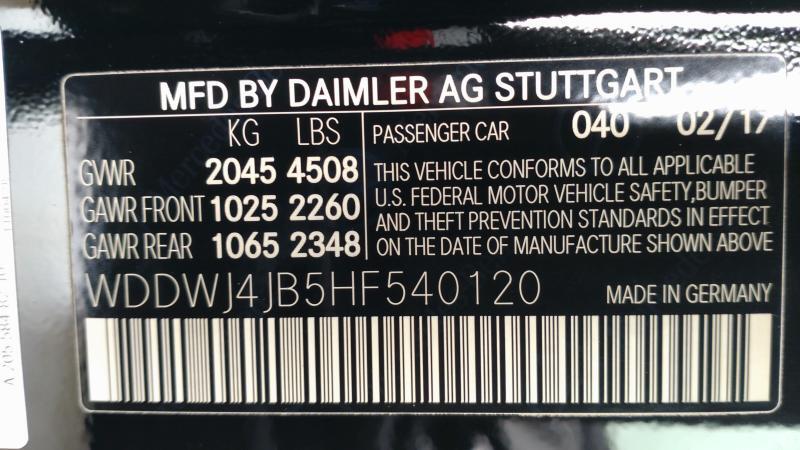 MFD BY DAIMLER AG STUTTGART
KG LBS
GVWR 2045 4508
GAWR FRONT 1025 2260
GAWR REAR 1065 2348
PASSENGER CAR 040 02/17
THIS VEHICLE CONFORMS TO ALL APPLICABLE
U.S. FEDERAL MOTOR VEHICLE SAFETY,BUMPER
AND THEFT PREVENTION STANDARDS IN EFFECT
ON THE DATE OF MANUFACTURE SHOWN ABOVE
WDDWJ4JB5HF540120
MADE IN GERMANY